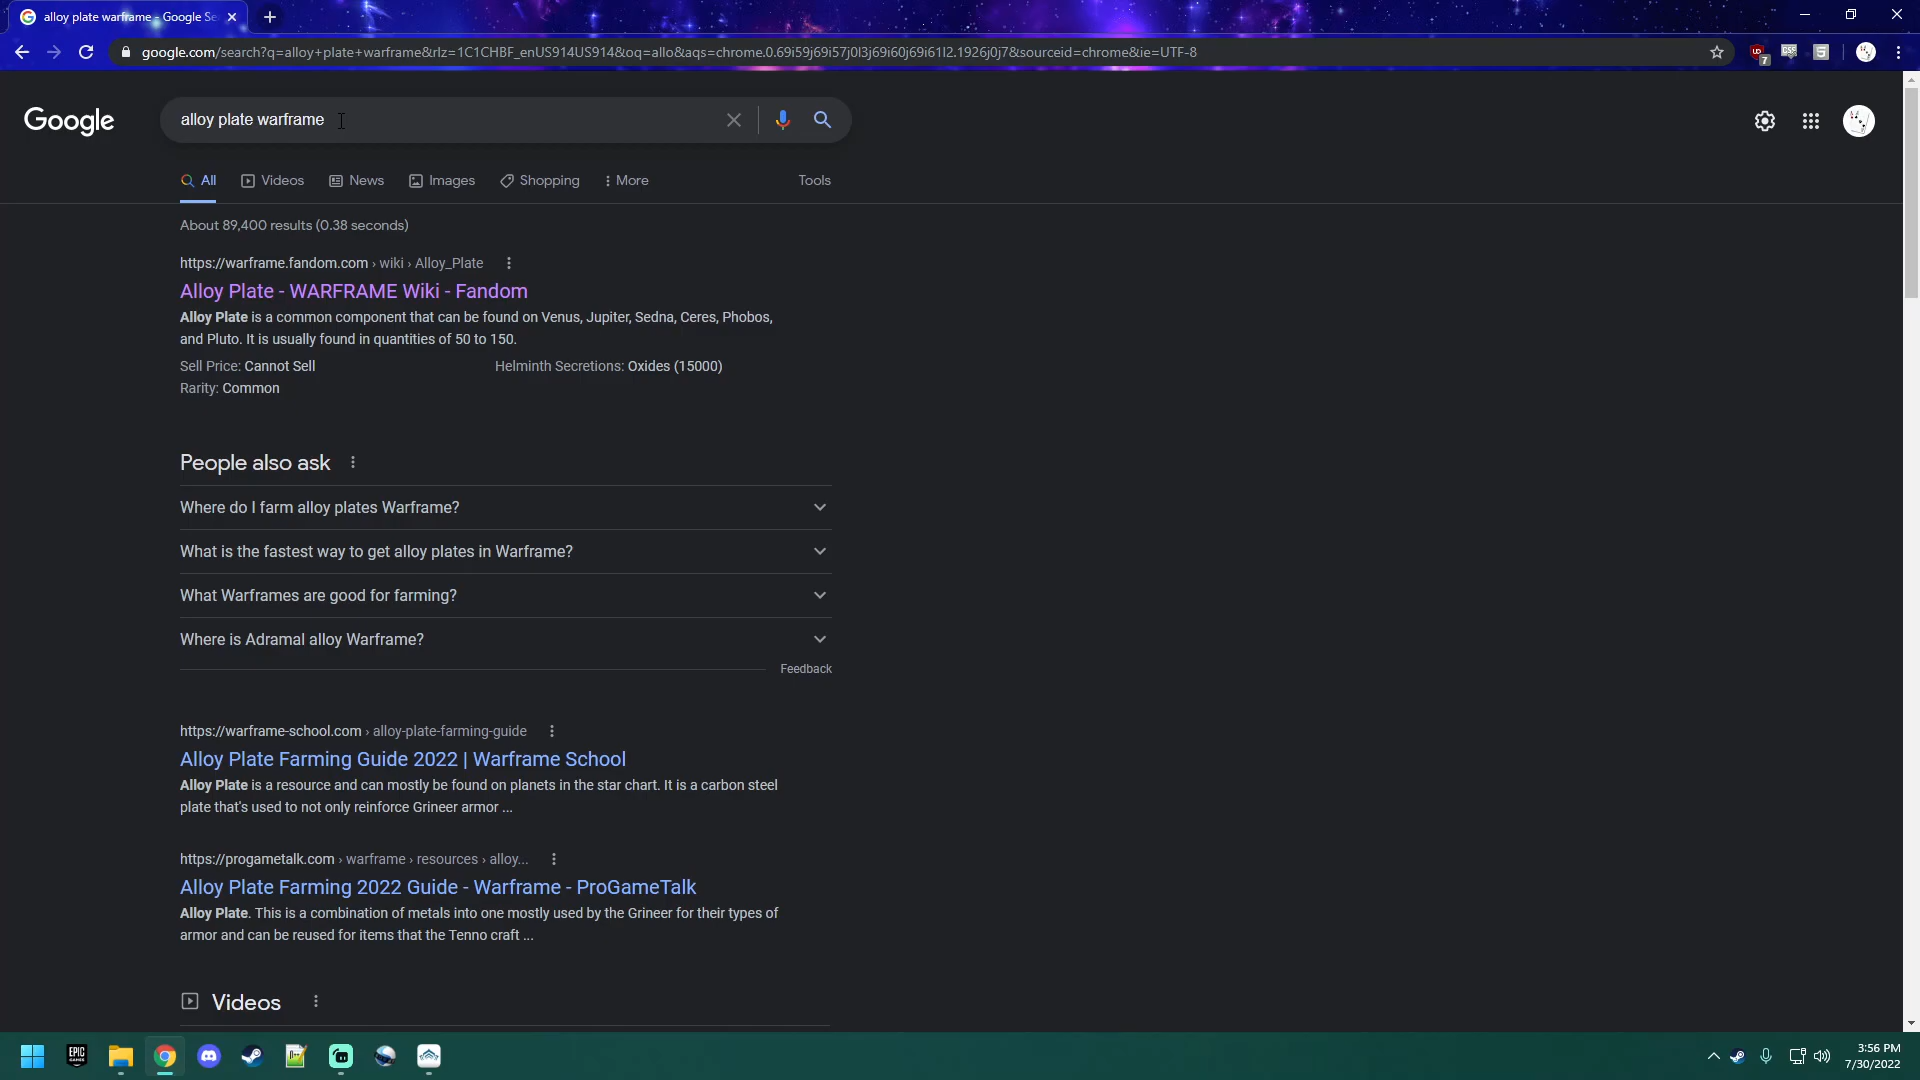 alloy plate warframe - Google Se
google.com/search?q=alloy+plate+warframe&rlz=1C1CHBF_enUS914US914&oq=allo&aqs=chrome.0.69i59j69i57j0l3j69i60j69i61l2.1926j0j7&sourceid=chrome&ie=UTF-8
7
Google
alloy plate warframe
All
Videos
News
Images
Shopping
More
Tools
About 89,400 results (0.38 seconds)
https://warframe.fandom.com › wiki › Alloy_Plate
Alloy Plate - WARFRAME Wiki - Fandom
Alloy Plate is a common component that can be found on Venus, Jupiter, Sedna, Ceres, Phobos,
and Pluto. It is usually found in quantities of 50 to 150.
Sell Price: Cannot Sell
Helminth Secretions: Oxides (15000)
Rarity: Common
People also ask
Where do I farm alloy plates Warframe?
What is the fastest way to get alloy plates in Warframe?
What Warframes are good for farming?
Where is Adramal alloy Warframe?
Feedback
https://warframe-school.com › alloy-plate-farming-guide
Alloy Plate Farming Guide 2022 | Warframe School
Alloy Plate is a resource and can mostly be found on planets in the star chart. It is a carbon steel
plate that's used to not only reinforce Grineer armor ...
https://progametalk.com › warframe › resources › alloy...
Alloy Plate Farming 2022 Guide - Warframe - ProGameTalk
Alloy Plate. This is a combination of metals into one mostly used by the Grineer for their types of
armor and can be reused for items that the Tenno craft ...
Videos
EPIC
GAMES
3:56 PM
7/30/2022